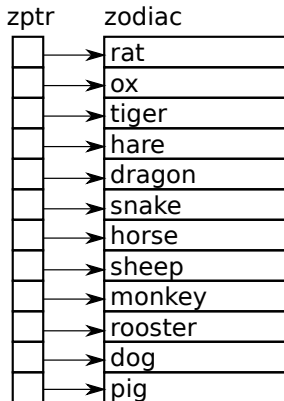 zptr zodiac
rat
ox
tiger
hare
dragon
snake
horse
sheep
monkey
rooster
dog
pig